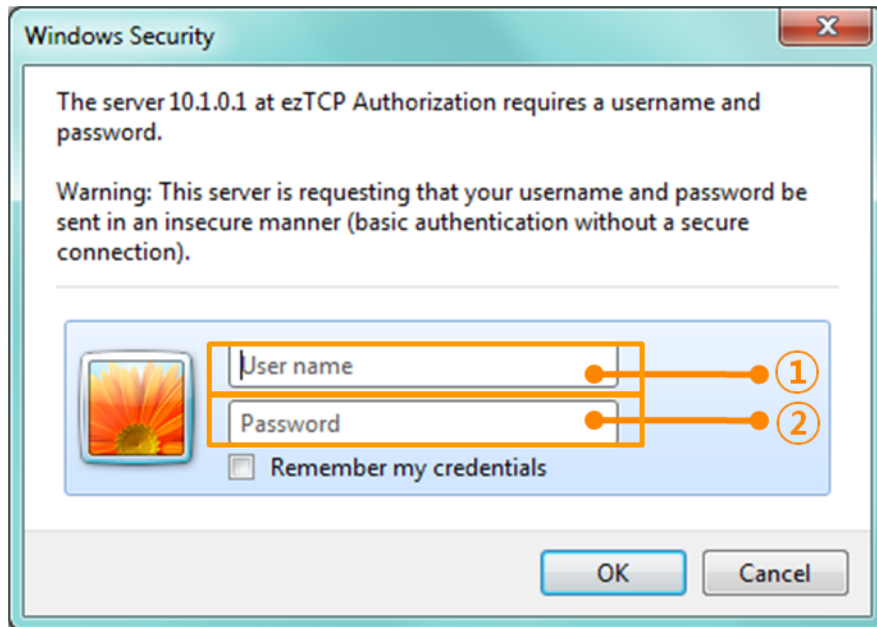 Windows Security
X
The server 10.1.0.1 at ezTCP Authorization requires a username and
password.
Warning: This server is requesting that your username and password be
sent in an insecure manner (basic authentication without a secure
connection).
User name
①
Password
②
Remember my credentials
OK
Cancel